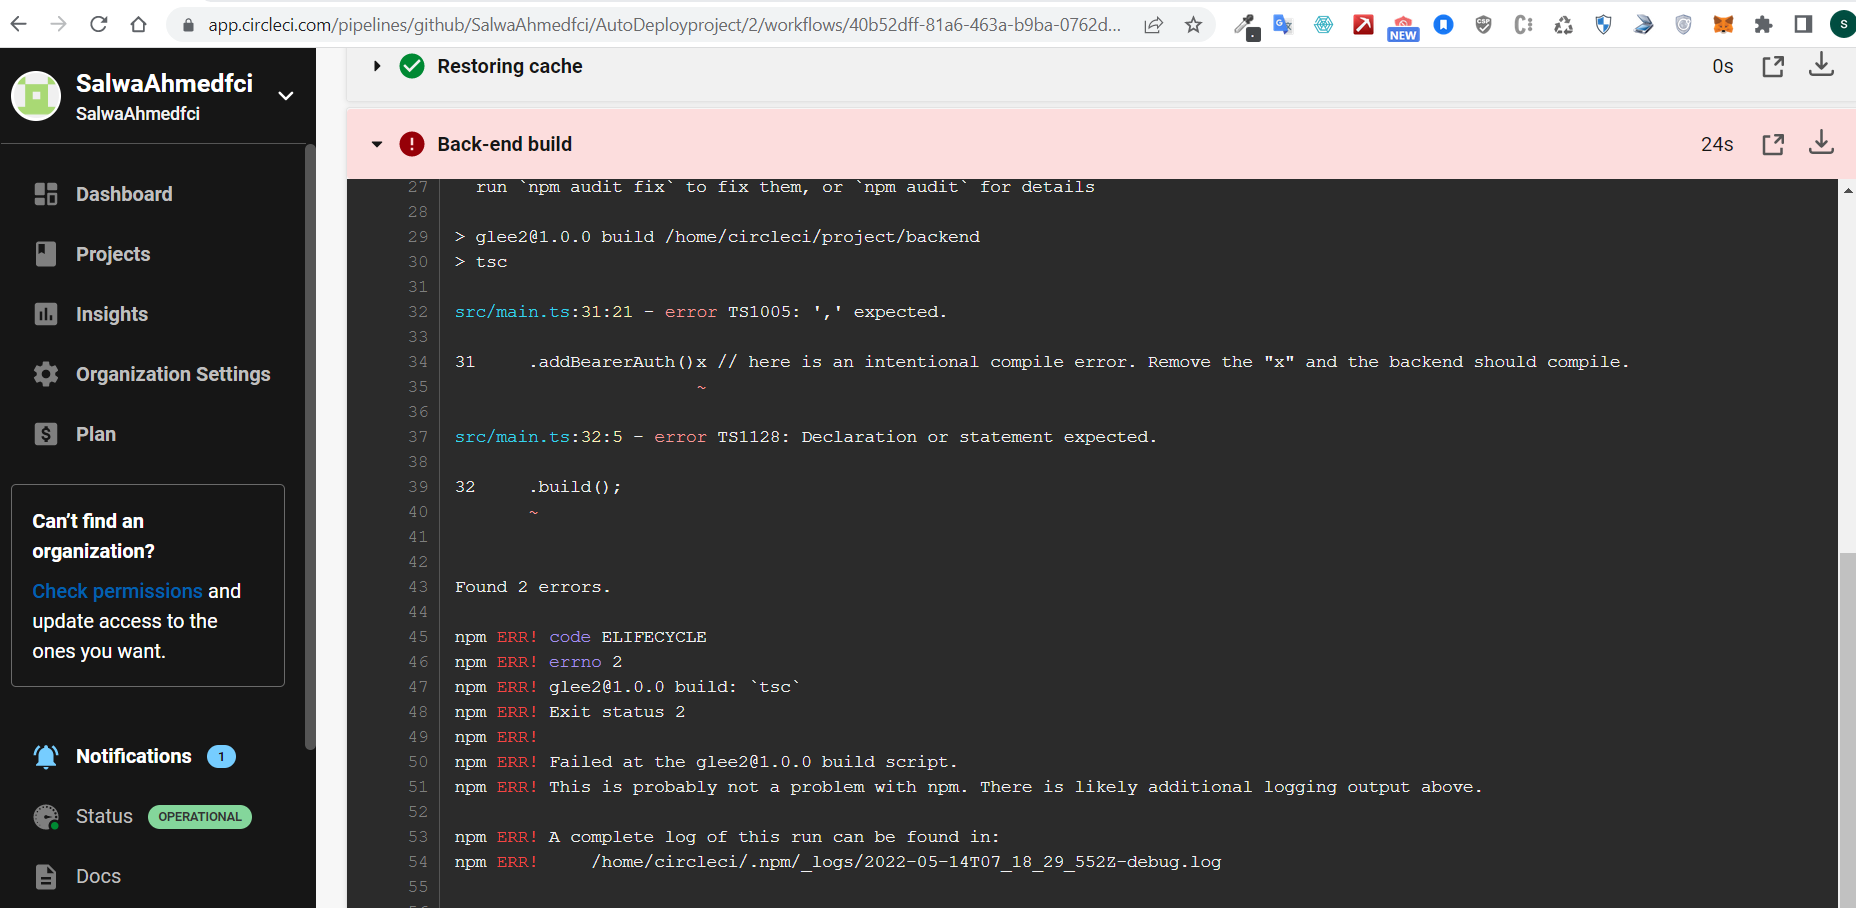 app.circleci.com/pipelines/github/SalwaAhmedfci/AutoDeployproject/2/workflows/40b52dff-81a6-463a-b9ba-0762d...
NEW
CSP
S
SalwaAhmedfci
SalwaAhmedfci
Dashboard
Projects
Insights
Organization Settings
Plan
Can't find an
organization?
Check permissions and
update access to the
ones you want.
Notifications 1
Status OPERATIONAL
Docs
Restoring cache 0s
Back-end build 24s
27 run `npm audit fix` to fix them, or `npm audit` for details
28
29 > glee2@1.0.0 build /home/circleci/project/backend
30 > tsc
31
32 src/main.ts:31:21 - error TS1005: ',' expected.
33
34 31 .addBearerAuth()x // here is an intentional compile error. Remove the "x" and the backend should compile.
35 ~
36
37 src/main.ts:32:5 - error TS1128: Declaration or statement expected.
38
39 32 .build();
40 ~
41
42
43 Found 2 errors.
44
45 npm ERR! code ELIFECYCLE
46 npm ERR! errno 2
47 npm ERR! glee2@1.0.0 build: `tsc`
48 npm ERR! Exit status 2
49 npm ERR!
50 npm ERR! Failed at the glee2@1.0.0 build script.
51 npm ERR! This is probably not a problem with npm. There is likely additional logging output above.
52
53 npm ERR! A complete log of this run can be found in:
54 npm ERR! /home/circleci/.npm/_logs/2022-05-14T07_18_29_552Z-debug.log
55